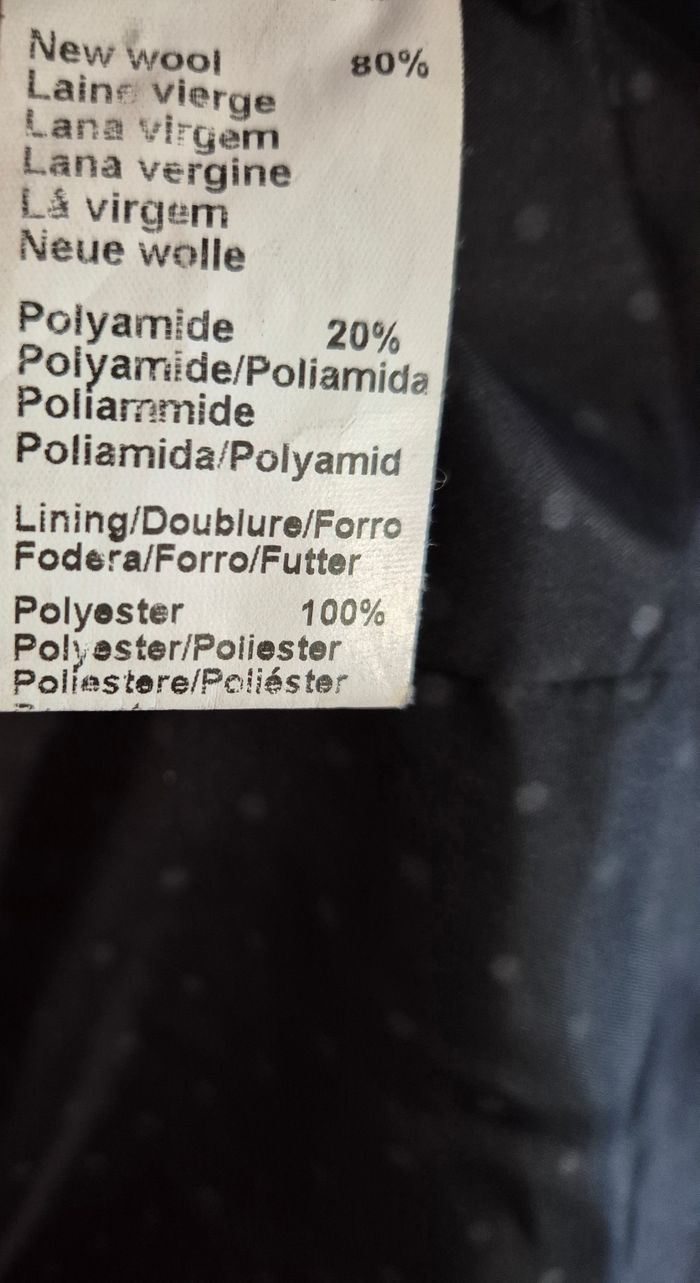 New wool 80%
Laine vierge
Lana virgem
Lana vergine
Lã virgem
Neue wolle
Polyamide 20%
Polyamide/Poliamida
Poliammide
Poliamida/Polyamid
Lining/Doublure/Forro
Fodera/Forro/Futter
Polyester 100%
Polyester/Poliester
Poliestere/Poliéster